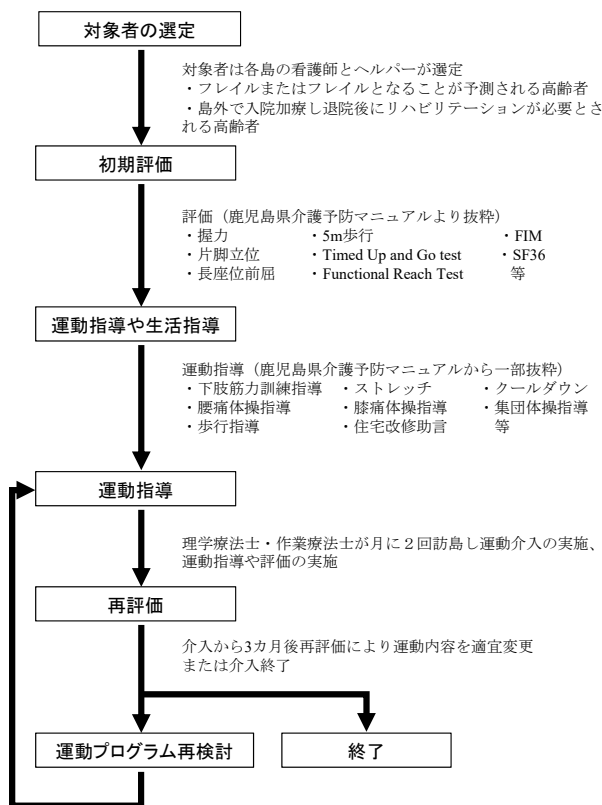 対象者の選定
対象者は各島の看護師とヘルパーが選定
・フレイルまたはフレイルとなることが予測される高齢者
・島外で入院加療し退院後にリハビリテーションが必要とさ
れる高齢者
初期評価
評価（鹿児島県介護予防マニュアルより抜粋）
・握力 ・5m歩行 ・FIM
・片脚立位 ・Timed Up and Go test ・SF36
・長座位前屈 ・Functional Reach Test 等
運動指導や生活指導
運動指導（鹿児島県介護予防マニュアルから一部抜粋）
・下肢筋力訓練指導 ・ストレッチ ・クールダウン
・腰痛体操指導 ・膝痛体操指導 ・集団体操指導
・歩行指導 ・住宅改修助言 等
運動指導
理学療法士・作業療法士が月に２回訪島し運動介入の実施、
運動指導や評価の実施
再評価
介入から3カ月後再評価により運動内容を適宜変更
または介入終了
運動プログラム再検討 終了